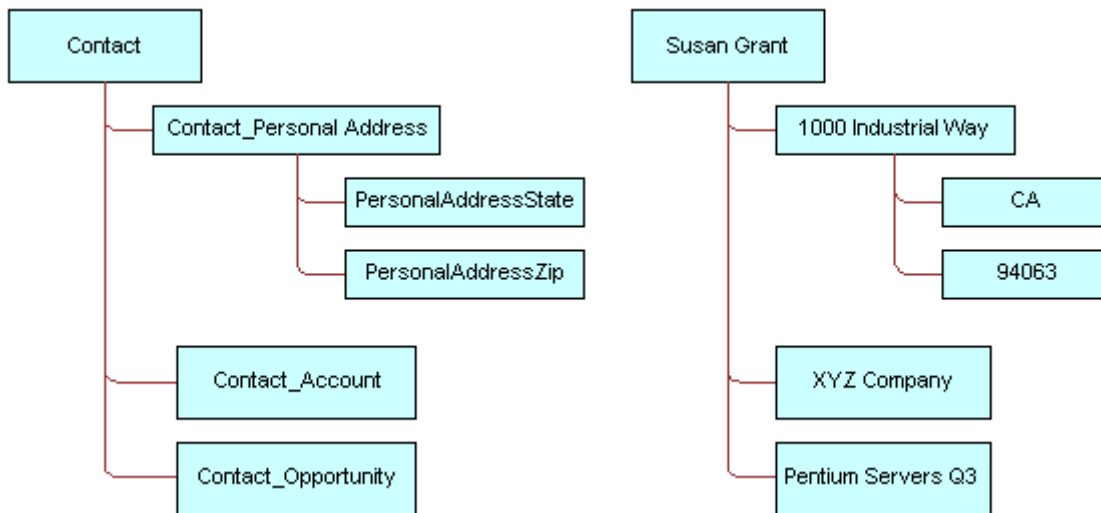 Contact
Contact_Personal Address
PersonalAddressState
PersonalAddressZip
Contact_Account
Contact_Opportunity
Susan Grant
1000 Industrial Way
CA
94063
XYZ Company
Pentium Servers Q3